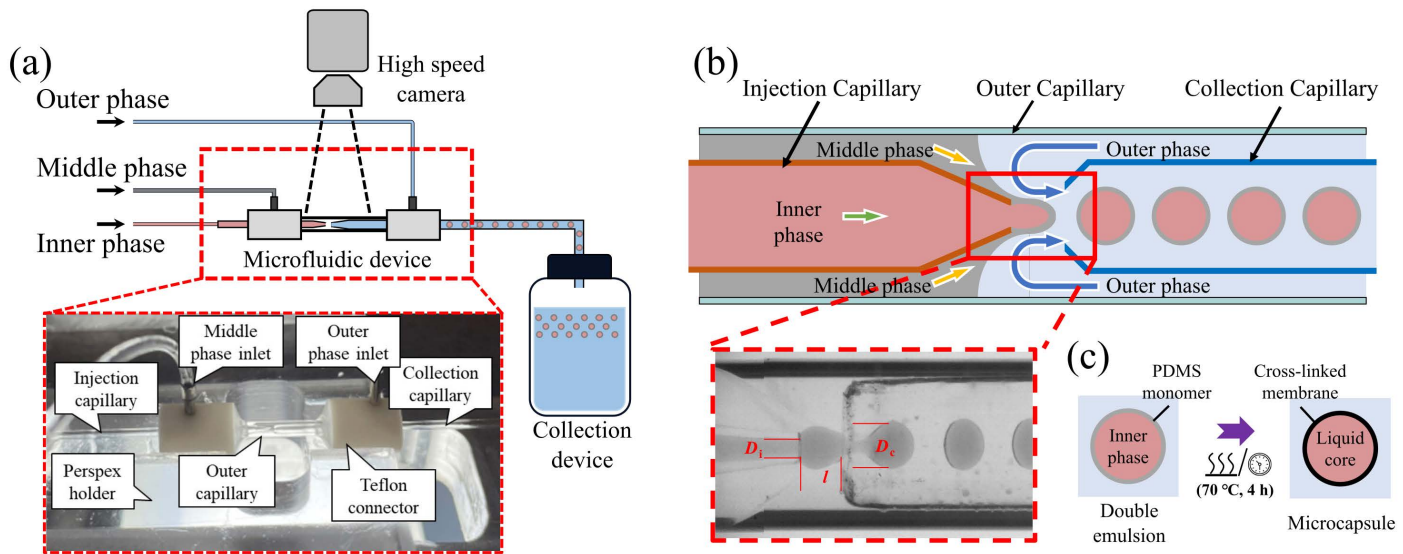 (a)
High speed
camera
Outer phase
Middle phase
Inner phase
Microfluidic device
Middle
phase inlet
Outer
phase inlet
Injection
capillary
Collection
capillary
Perspex
holder
Outer
capillary
Teflon
connector
Collection
device
(b)
Injection Capillary
Outer Capillary
Collection Capillary
Middle phase
Outer phase
Inner
phase
Middle phase
Outer phase
Di
l
Dc
(c)
PDMS
monomer
Cross-linked
membrane
Inner
phase
Liquid
core
(70 °C, 4 h)
Double
emulsion
Microcapsule